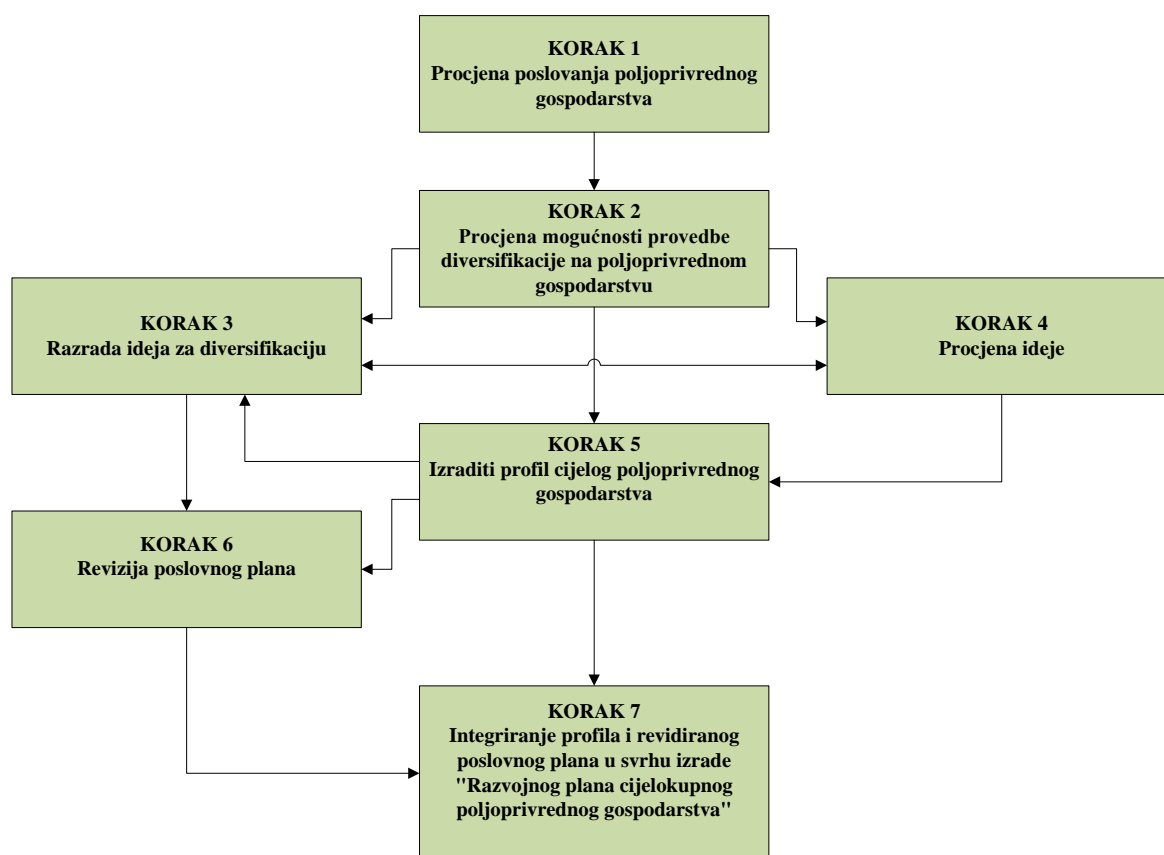 KORAK 1
Procjena poslovanja poljoprivrednog
gospodarstva
KORAK 2
Procjena mogućnosti provedbe
diversifikacije na poljoprivrednom
gospodarstvu
KORAK 3
Razrada ideja za diversifikaciju
KORAK 4
Procjena ideje
KORAK 5
Izraditi profil cijelog poljoprivrednog
gospodarstva
KORAK 6
Revizija poslovnog plana
KORAK 7
Integriranje profila i revidiranog
poslovnog plana u svrhu izrade
"Razvojnog plana cijelokupnog
poljoprivrednog gospodarstva"